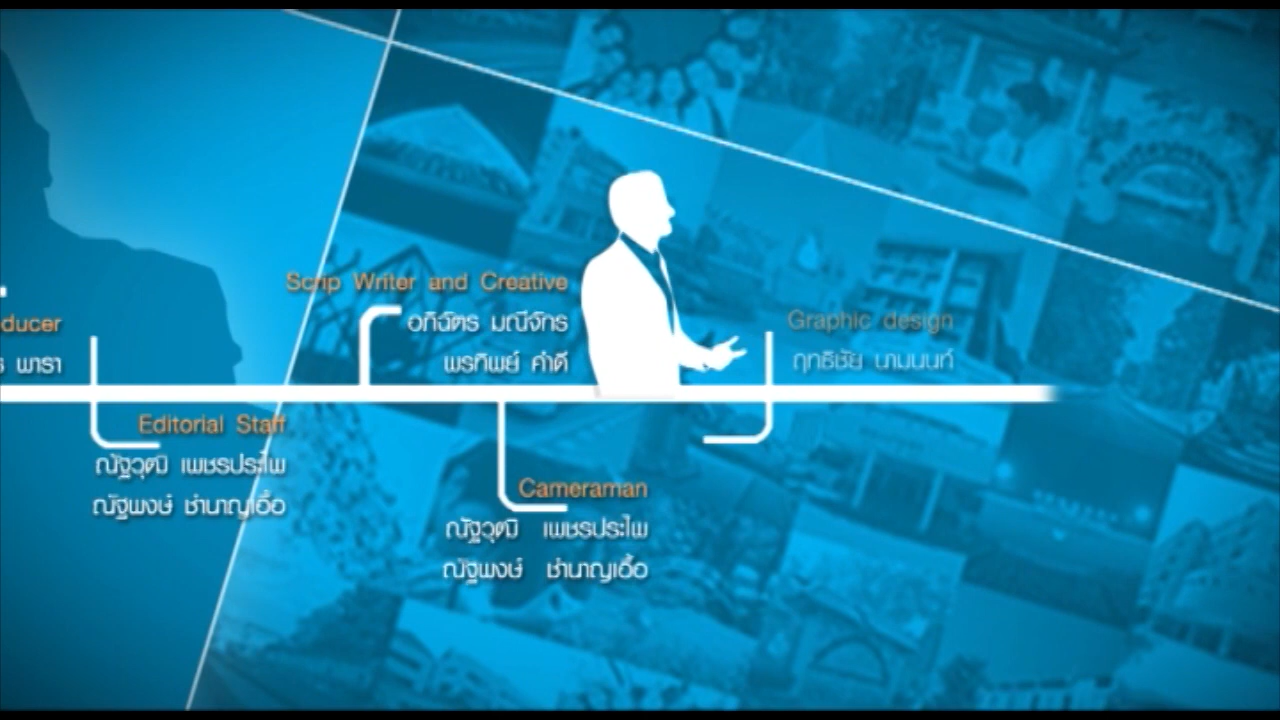 ducer
พารา
Editorial Staff
ณัฐวุฒิ เพชรประไพ
ณัฐพงษ์ ชำนาญเอื้อ
Scrip Writer and Creative
อภิฉัตร มณีจักร
พรทิพย์ คำดี
Cameraman
ณัฐวุฒิ เพชรประไพ
ณัฐพงษ์ ชำนาญเอื้อ
Graphic design
ฤทธิชัย นามนนท์